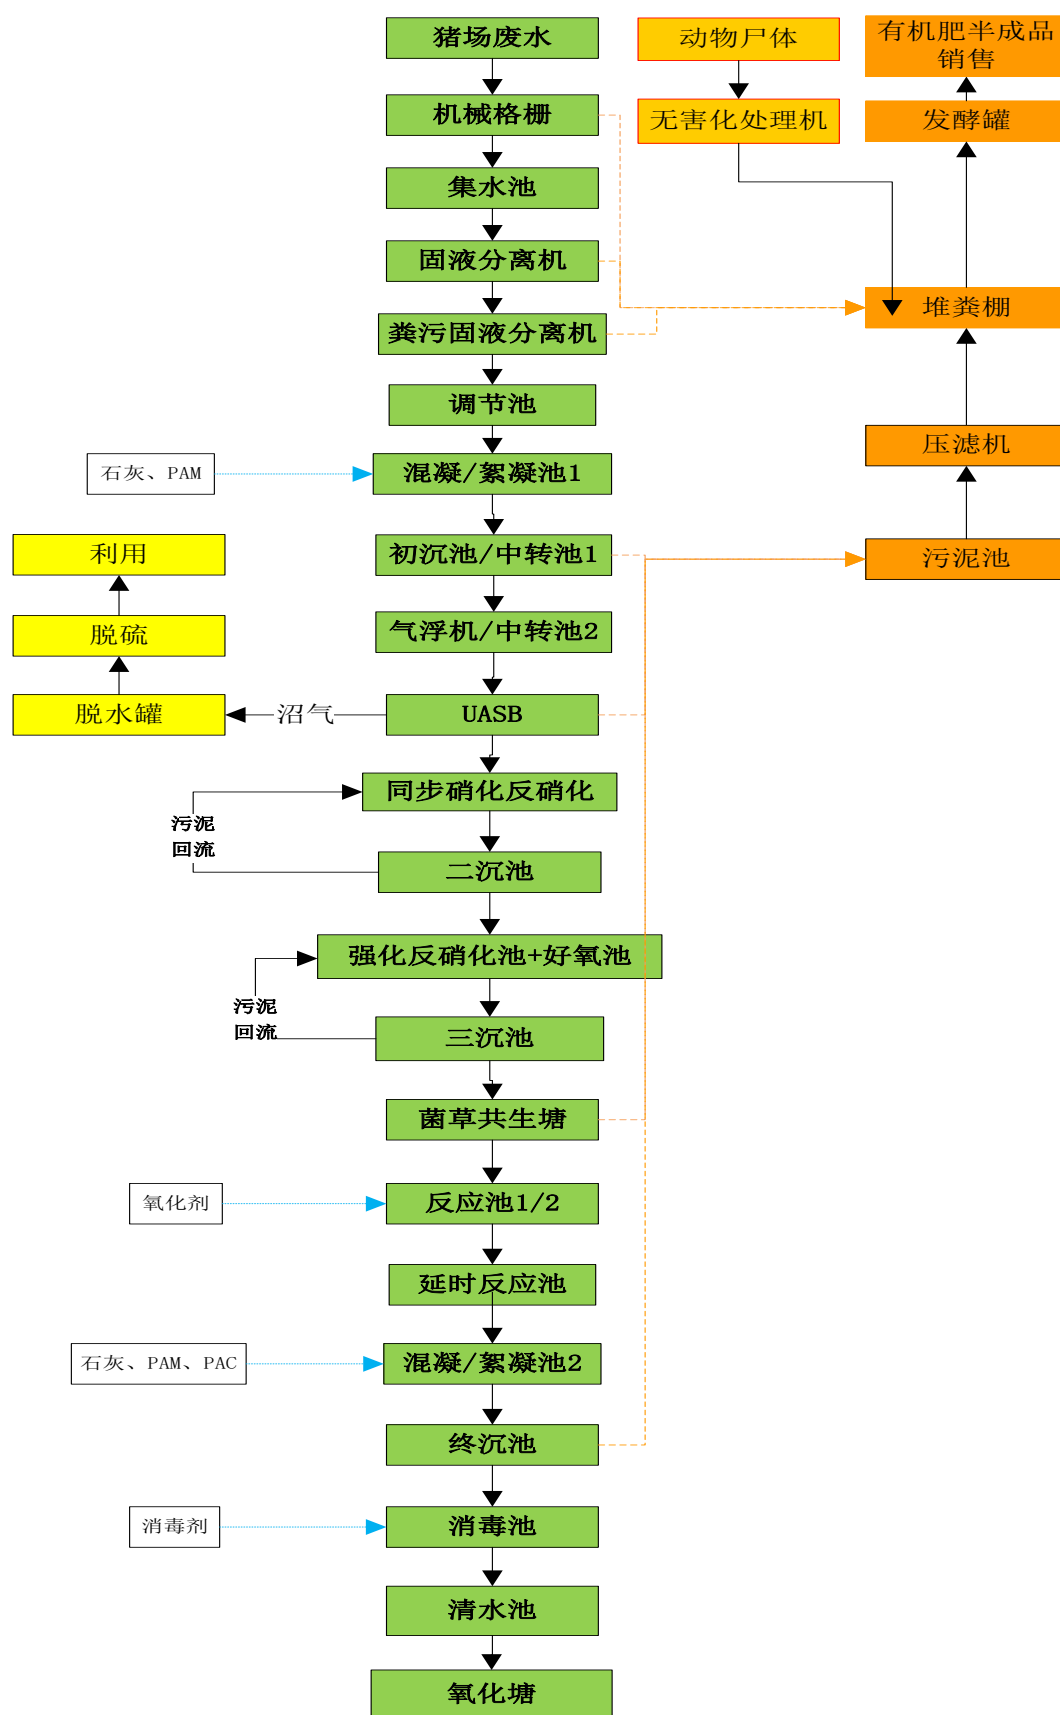 猪场废水
动物尸体
有机肥半成品
销售
机械格栅
无害化处理机
发酵罐
集水池
固液分离机
堆粪棚
粪污固液分离机
调节池
压滤机
石灰、PAM
混凝/絮凝池1
利用
初沉池/中转池1
污泥池
脱硫
气浮机/中转池2
脱水罐
沼气
UASB
同步硝化反硝化
污泥
回流
二沉池
强化反硝化池+好氧池
污泥
回流
三沉池
菌草共生塘
氧化剂
反应池1/2
延时反应池
石灰、PAM、PAC
混凝/絮凝池2
终沉池
消毒剂
消毒池
清水池
氧化塘